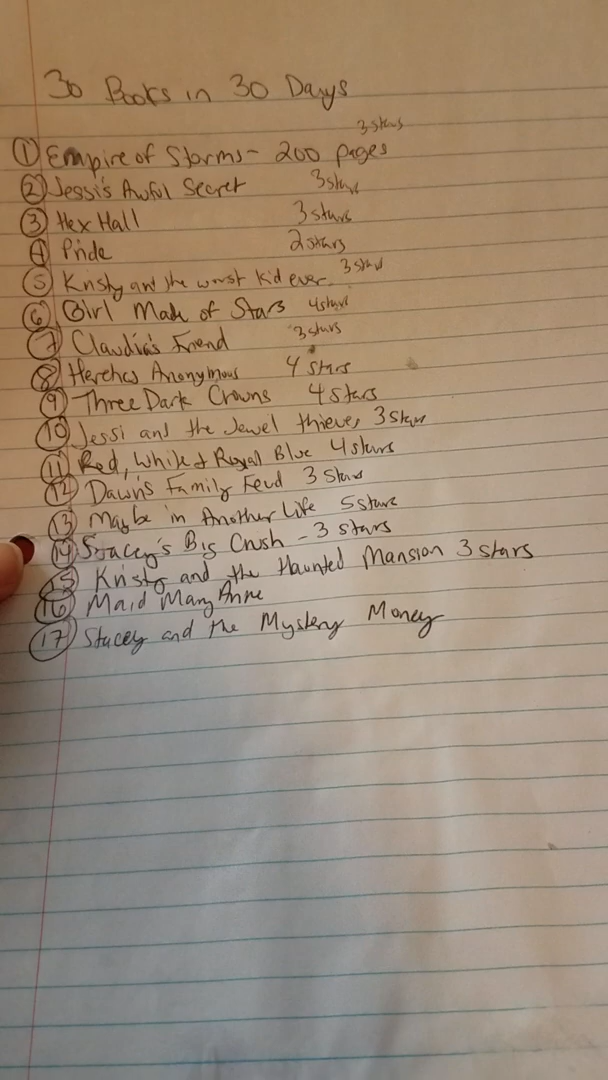 30 Books in 30 Days
3 stars
① Empire of Storms - 200 pages
② Jessi's Awful Secret 3 stars
③ Hex Hall 3 stars
④ Pride 2 stars
⑤ Kristy and the worst kid ever 3 stars
⑥ Girl Made of Stars 4 stars
⑦ Claudia's Friend 3 stars
⑧ Heretics Anonymous 4 stars
⑨ Three Dark Crowns 4 stars
⑩ Jessi and the Jewel thieves 3 stars
⑪ Red, White & Royal Blue 4 stars
⑫ Dawn's Family Feud 3 stars
⑬ Maybe in Another Life 5 stars
⑭ Stacey's Big Crush - 3 stars
⑮ Kristy and the Haunted Mansion 3 stars
⑯ Maid Mary Anne
⑰ Stacey and the Mystery Money